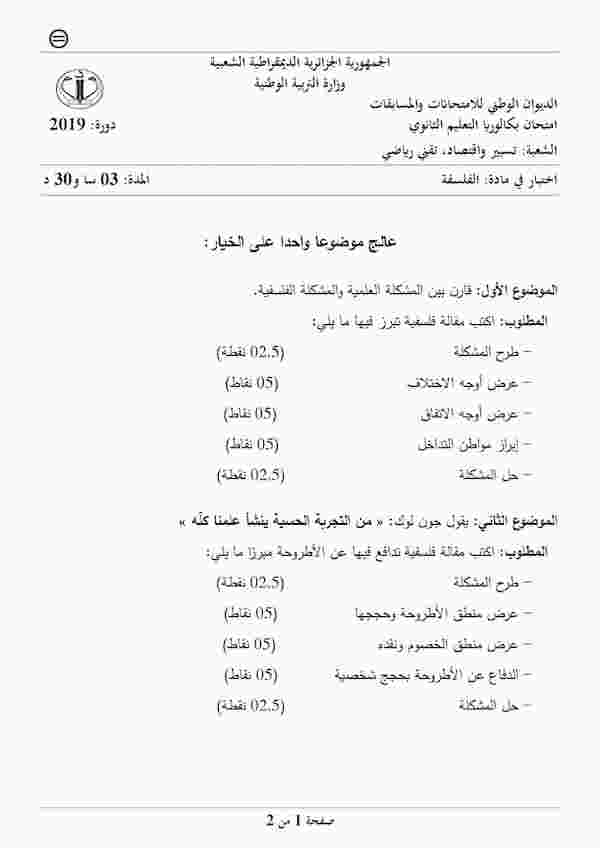 الجمهورية الجزائرية الديمقراطية الشعبية
وزارة التربية الوطنية
الديوان الوطني للامتحانات والمسابقات
امتحان بكالوريا التعليم الثانوي
دورة: 2019
الشعبة: تسيير واقتصاد، تقني رياضي
اختبار في مادة: الفلسفة
المدة: 03 سا و30 د
عالج موضوعا واحدا على الخيار:
الموضوع الأول: قارن بين المشكلة العلمية والمشكلة الفلسفية.
المطلوب: اكتب مقالة فلسفية تبرز فيها ما يلي:
– طرح المشكلة (02.5 نقطة)
– عرض أوجه الاختلاف (05 نقاط)
– عرض أوجه الاتفاق (05 نقاط)
– إبراز مواطن التداخل (05 نقاط)
– حل المشكلة (02.5 نقطة)
الموضوع الثاني: يقول جون لوك: « من التجربة الحسية ينشأ علمنا كلّه »
المطلوب: اكتب مقالة فلسفية تدافع فيها عن الأطروحة مبرزا ما يلي:
– طرح المشكلة (02.5 نقطة)
– عرض منطق الأطروحة وحججها (05 نقاط)
– عرض منطق الخصوم ونقده (05 نقاط)
– الدفاع عن الأطروحة بحجج شخصية (05 نقاط)
– حل المشكلة (02.5 نقطة)
صفحة 1 من 2